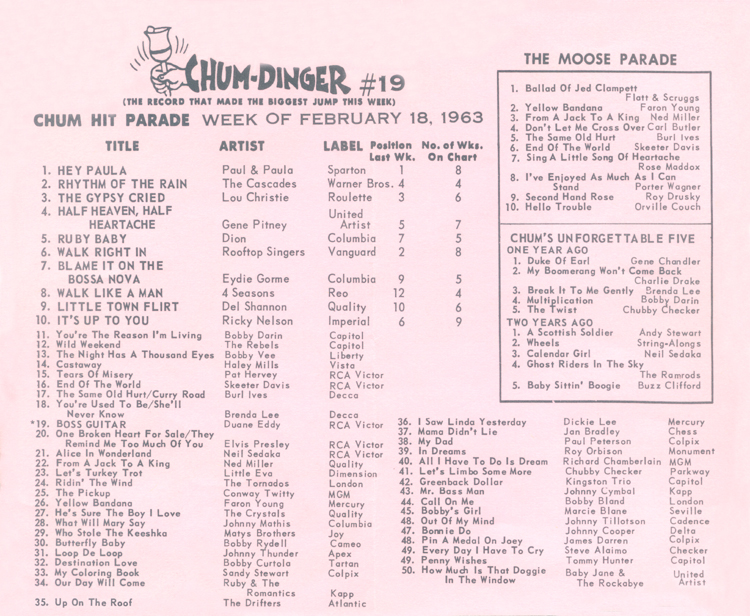 CHUM-DINGER #19
(THE RECORD THAT MADE THE BIGGEST JUMP THIS WEEK)
CHUM HIT PARADE WEEK OF FEBRUARY 18, 1963
TITLE ARTIST LABEL Position No. of Wks.
Last Wk. On Chart
1. HEY PAULA Paul & Paula Sparton 1 8
2. RHYTHM OF THE RAIN The Cascades Warner Bros. 4 4
3. THE GYPSY CRIED Lou Christie Roulette 3 6
4. HALF HEAVEN, HALF United
HEARTACHE Gene Pitney Artist 5 7
5. RUBY BABY Dion Columbia 7 5
6. WALK RIGHT IN Rooftop Singers Vanguard 2 8
7. BLAME IT ON THE
BOSSA NOVA Eydie Gorme Columbia 9 5
8. WALK LIKE A MAN 4 Seasons Reo 12 4
9. LITTLE TOWN FLIRT Del Shannon Quality 10 6
10. IT'S UP TO YOU Ricky Nelson Imperial 6 9
11. You're The Reason I'm Living Bobby Darin Capitol
12. Wild Weekend The Rebels Capitol
13. The Night Has A Thousand Eyes Bobby Vee Liberty
14. Castaway Haley Mills Vista
15. Tears Of Misery Pat Hervey RCA Victor
16. End Of The World Skeeter Davis RCA Victor
17. The Same Old Hurt/Curry Road Burl Ives Decca
18. You're Used To Be/She'll
Never Know Brenda Lee Decca
*19. BOSS GUITAR Duane Eddy RCA Victor
20. One Broken Heart For Sale/They
Remind Me Too Much Of You Elvis Presley RCA Victor
21. Alice In Wonderland Neil Sedaka RCA Victor
22. From A Jack To A King Ned Miller Quality
23. Let's Turkey Trot Little Eva Dimension
24. Ridin' The Wind The Tornados London
25. The Pickup Conway Twitty MGM
26. Yellow Bandana Faron Young Mercury
27. He's Sure The Boy I Love The Crystals Quality
28. What Will Mary Say Johnny Mathis Columbia
29. Who Stole The Keeshka Matys Brothers Joy
30. Butterfly Baby Bobby Rydell Cameo
31. Loop De Loop Johnny Thunder Apex
32. Destination Love Bobby Curtola Tartan
33. My Coloring Book Sandy Stewart Colpix
34. Our Day Will Come Ruby & The
Romantics Kapp
35. Up On The Roof The Drifters Atlantic
36. I Saw Linda Yesterday Dickie Lee Mercury
37. Mama Didn't Lie Jan Bradley Chess
38. My Dad Paul Peterson Colpix
39. In Dreams Roy Orbison Monument
40. All I Have To Do Is Dream Richard Chamberlain MGM
41. Let's Limbo Some More Chubby Checker Parkway
42. Greenback Dollar Kingston Trio Capitol
43. Mr. Bass Man Johnny Cymbal Kapp
44. Call On Me Bobby Bland London
45. Bobby's Girl Marcie Blane Seville
48. Out Of My Mind Johnny Tillotson Cadence
47. Bonnie Do Johnny Cooper Delta
48. Pin A Medal On Joey James Darren Colpix
49. Every Day I Have To Cry Steve Alaimo Checker
49. Penny Wishes Tommy Hunter Capitol
50. How Much Is That Doggie Baby Jane & United
In The Window The Rockabye Artist
THE MOOSE PARADE
1. Ballad Of Jed Clampett
Flatt & Scruggs
2. Yellow Bandana Faron Young
3. From A Jack To A King Ned Miller
4. Don't Let Me Cross Over Carl Butler
5. The Same Old Hurt Burl Ives
6. End Of The World Skeeter Davis
7. Sing A Little Song Of Heartache
Rose Maddox
8. I've Enjoyed As Much As I Can
Stand Porter Wagner
9. Second Hand Rose Roy Drusky
10. Hello Trouble Orville Couch
CHUM'S UNFORGETTABLE FIVE
ONE YEAR AGO
1. Duke Of Earl Gene Chandler
2. My Boomerang Won't Come Back
Charlie Drake
3. Break It To Me Gently Brenda Lee
4. Multiplication Bobby Darin
5. The Twist Chubby Checker
TWO YEARS AGO
1. A Scottish Soldier Andy Stewart
2. Wheels String-Alongs
3. Calendar Girl Neil Sedaka
4. Ghost Riders In The Sky
The Ramrods
5. Baby Sittin' Boogie Buzz Clifford